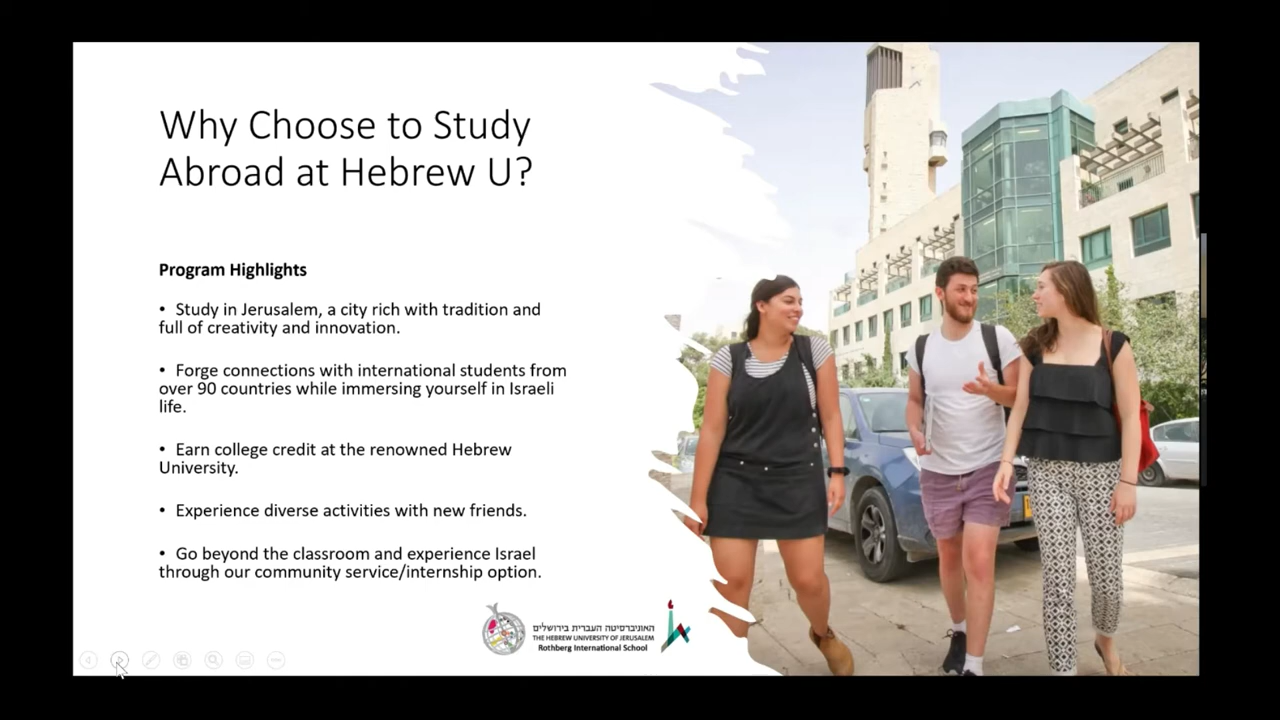 Why Choose to Study
Abroad at Hebrew U?
Program Highlights
• Study in Jerusalem, a city rich with tradition and
full of creativity and innovation.
• Forge connections with international students from
over 90 countries while immersing yourself in Israeli
life.
• Earn college credit at the renowned Hebrew
University.
• Experience diverse activities with new friends.
• Go beyond the classroom and experience Israel
through our community service/internship option.
האוניברסיטה העברית בירושלים
THE HEBREW UNIVERSITY OF JERUSALEM
Rothberg International School